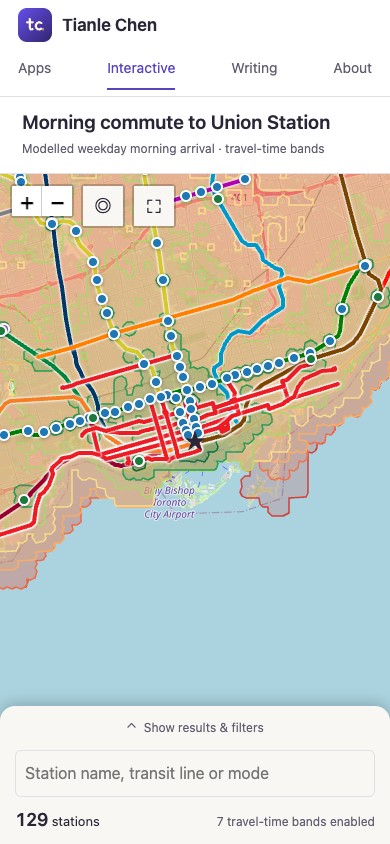 tc
Tianle Chen
Apps
Interactive
Writing
About
Morning commute to Union Station
Modelled weekday morning arrival · travel-time bands
+
−
Billy Bishop
Toronto
City Airport
Show results & filters
Station name, transit line or mode
129 stations
7 travel-time bands enabled